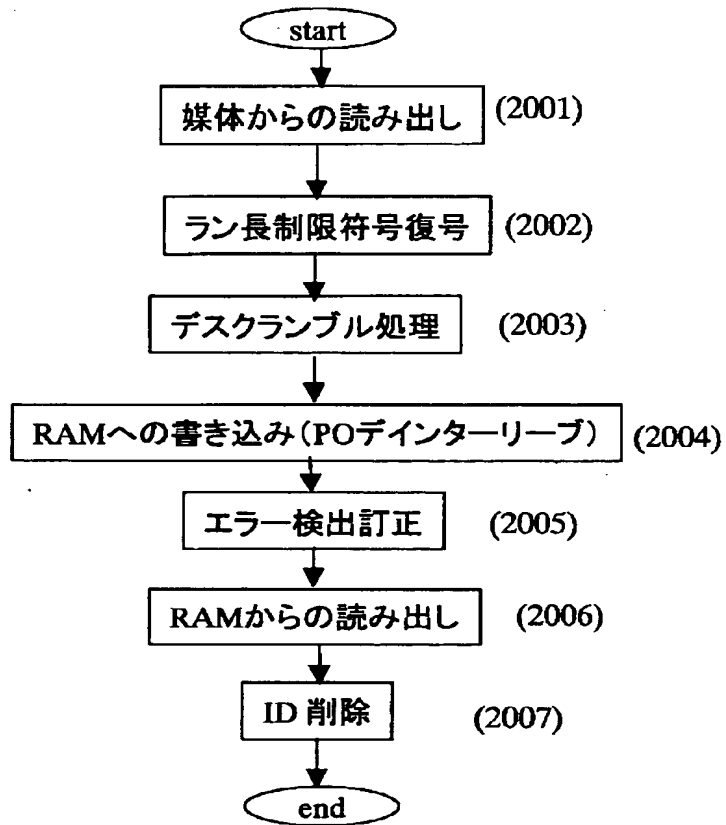 start
媒体からの読み出し (2001)
ラン長制限符号復号 (2002)
デスクランブル処理 (2003)
RAMへの書き込み(POデインターリーブ) (2004)
エラー検出訂正 (2005)
RAMからの読み出し (2006)
ID 削除 (2007)
end